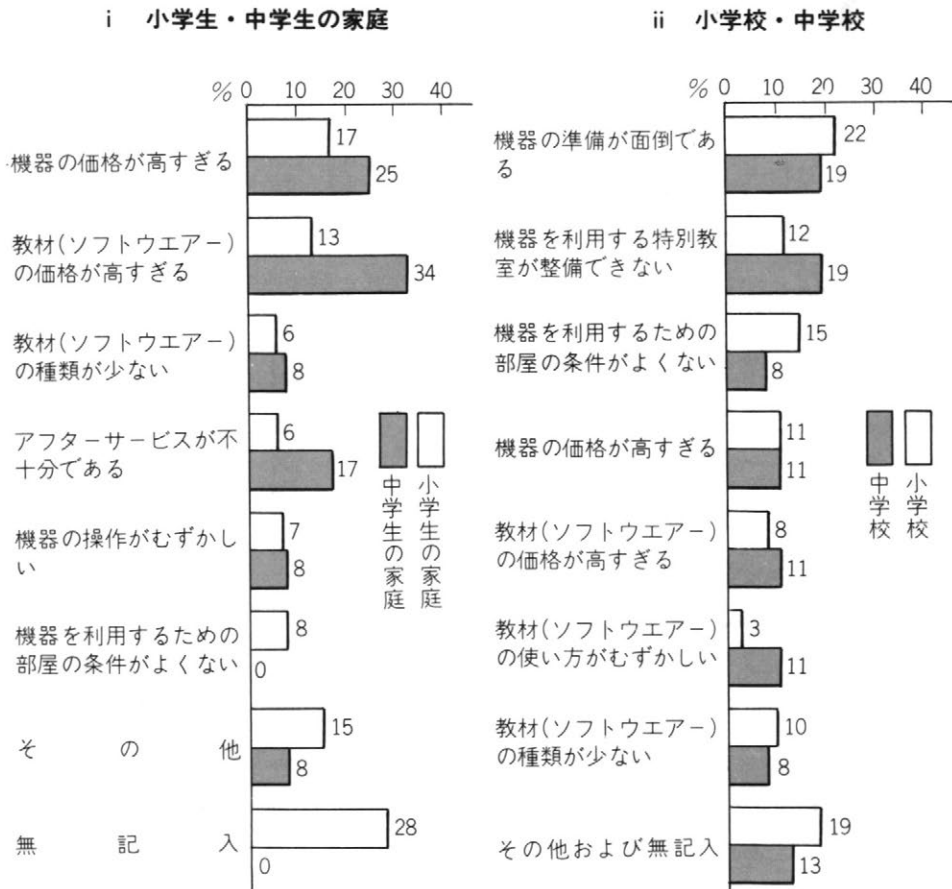 i 小学生・中学生の家庭
% 0 10 20 30 40
機器の価格が高すぎる
17
25
教材(ソフトウエアー)
の価格が高すぎる
13
34
教材(ソフトウエアー)
の種類が少ない
6
8
アフターサービスが不
十分である
6
17
機器の操作がむずかし
い
7
8
機器を利用するための
部屋の条件がよくない
8
0
その他
15
8
無記入
28
0
小学生の家庭
中学生の家庭
ii 小学校・中学校
% 0 10 20 30 40
機器の準備が面倒であ
る
22
19
機器を利用する特別教
室が整備できない
12
19
機器を利用するための
部屋の条件がよくない
15
8
機器の価格が高すぎる
11
11
教材(ソフトウエアー)
の価格が高すぎる
8
11
教材(ソフトウエアー)
の使い方がむずかしい
3
11
教材(ソフトウエアー)
の種類が少ない
10
8
その他および無記入
19
13
小学校
中学校